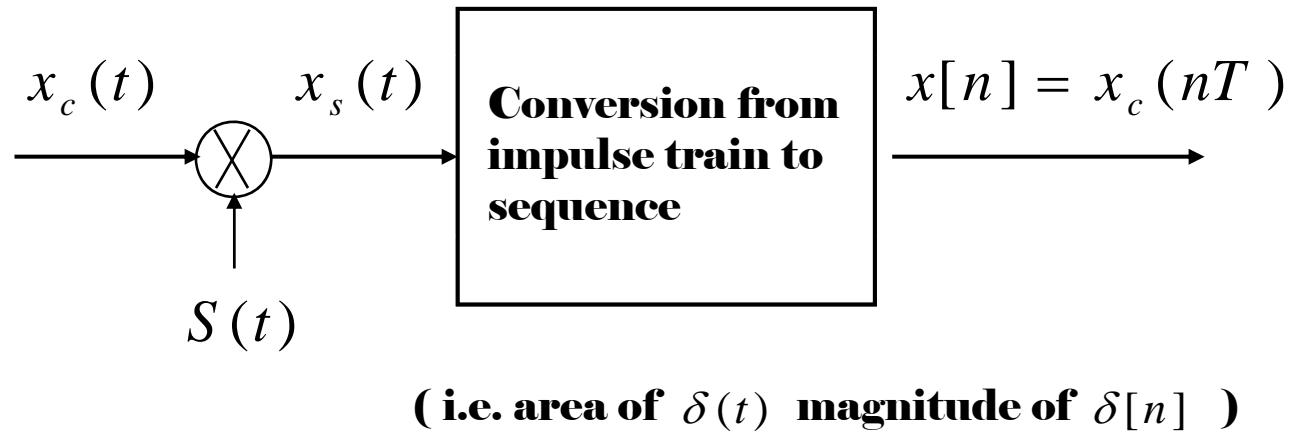 x_c(t)
x_s(t)
Conversion from
impulse train to
sequence
x[n] = x_c(nT )
S(t)
( i.e. area of δ(t) magnitude of δ[n] )